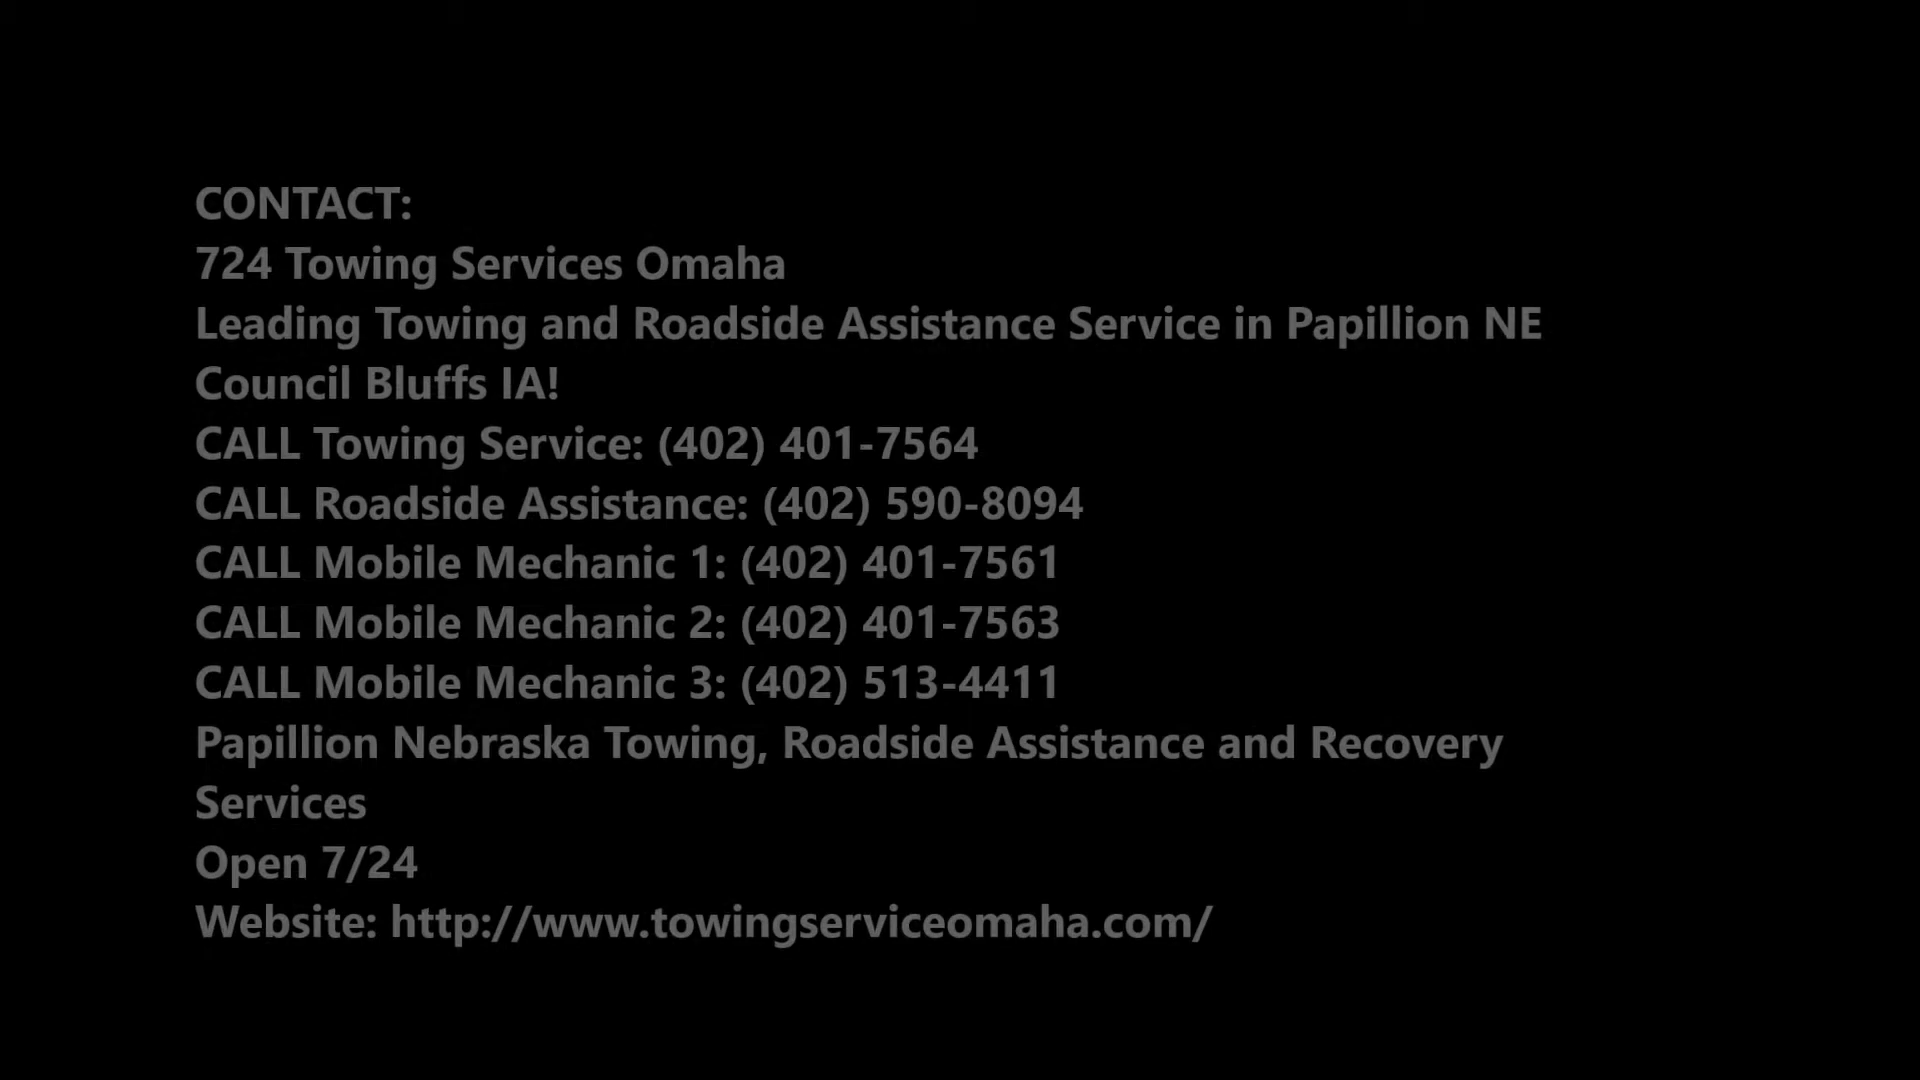 CONTACT:
724 Towing Services Omaha
Leading Towing and Roadside Assistance Service in Papillion NE
Council Bluffs IA!
CALL Towing Service: (402) 401-7564
CALL Roadside Assistance: (402) 590-8094
CALL Mobile Mechanic 1: (402) 401-7561
CALL Mobile Mechanic 2: (402) 401-7563
CALL Mobile Mechanic 3: (402) 513-4411
Papillion Nebraska Towing, Roadside Assistance and Recovery
Services
Open 7/24
Website: http://www.towingserviceomaha.com/